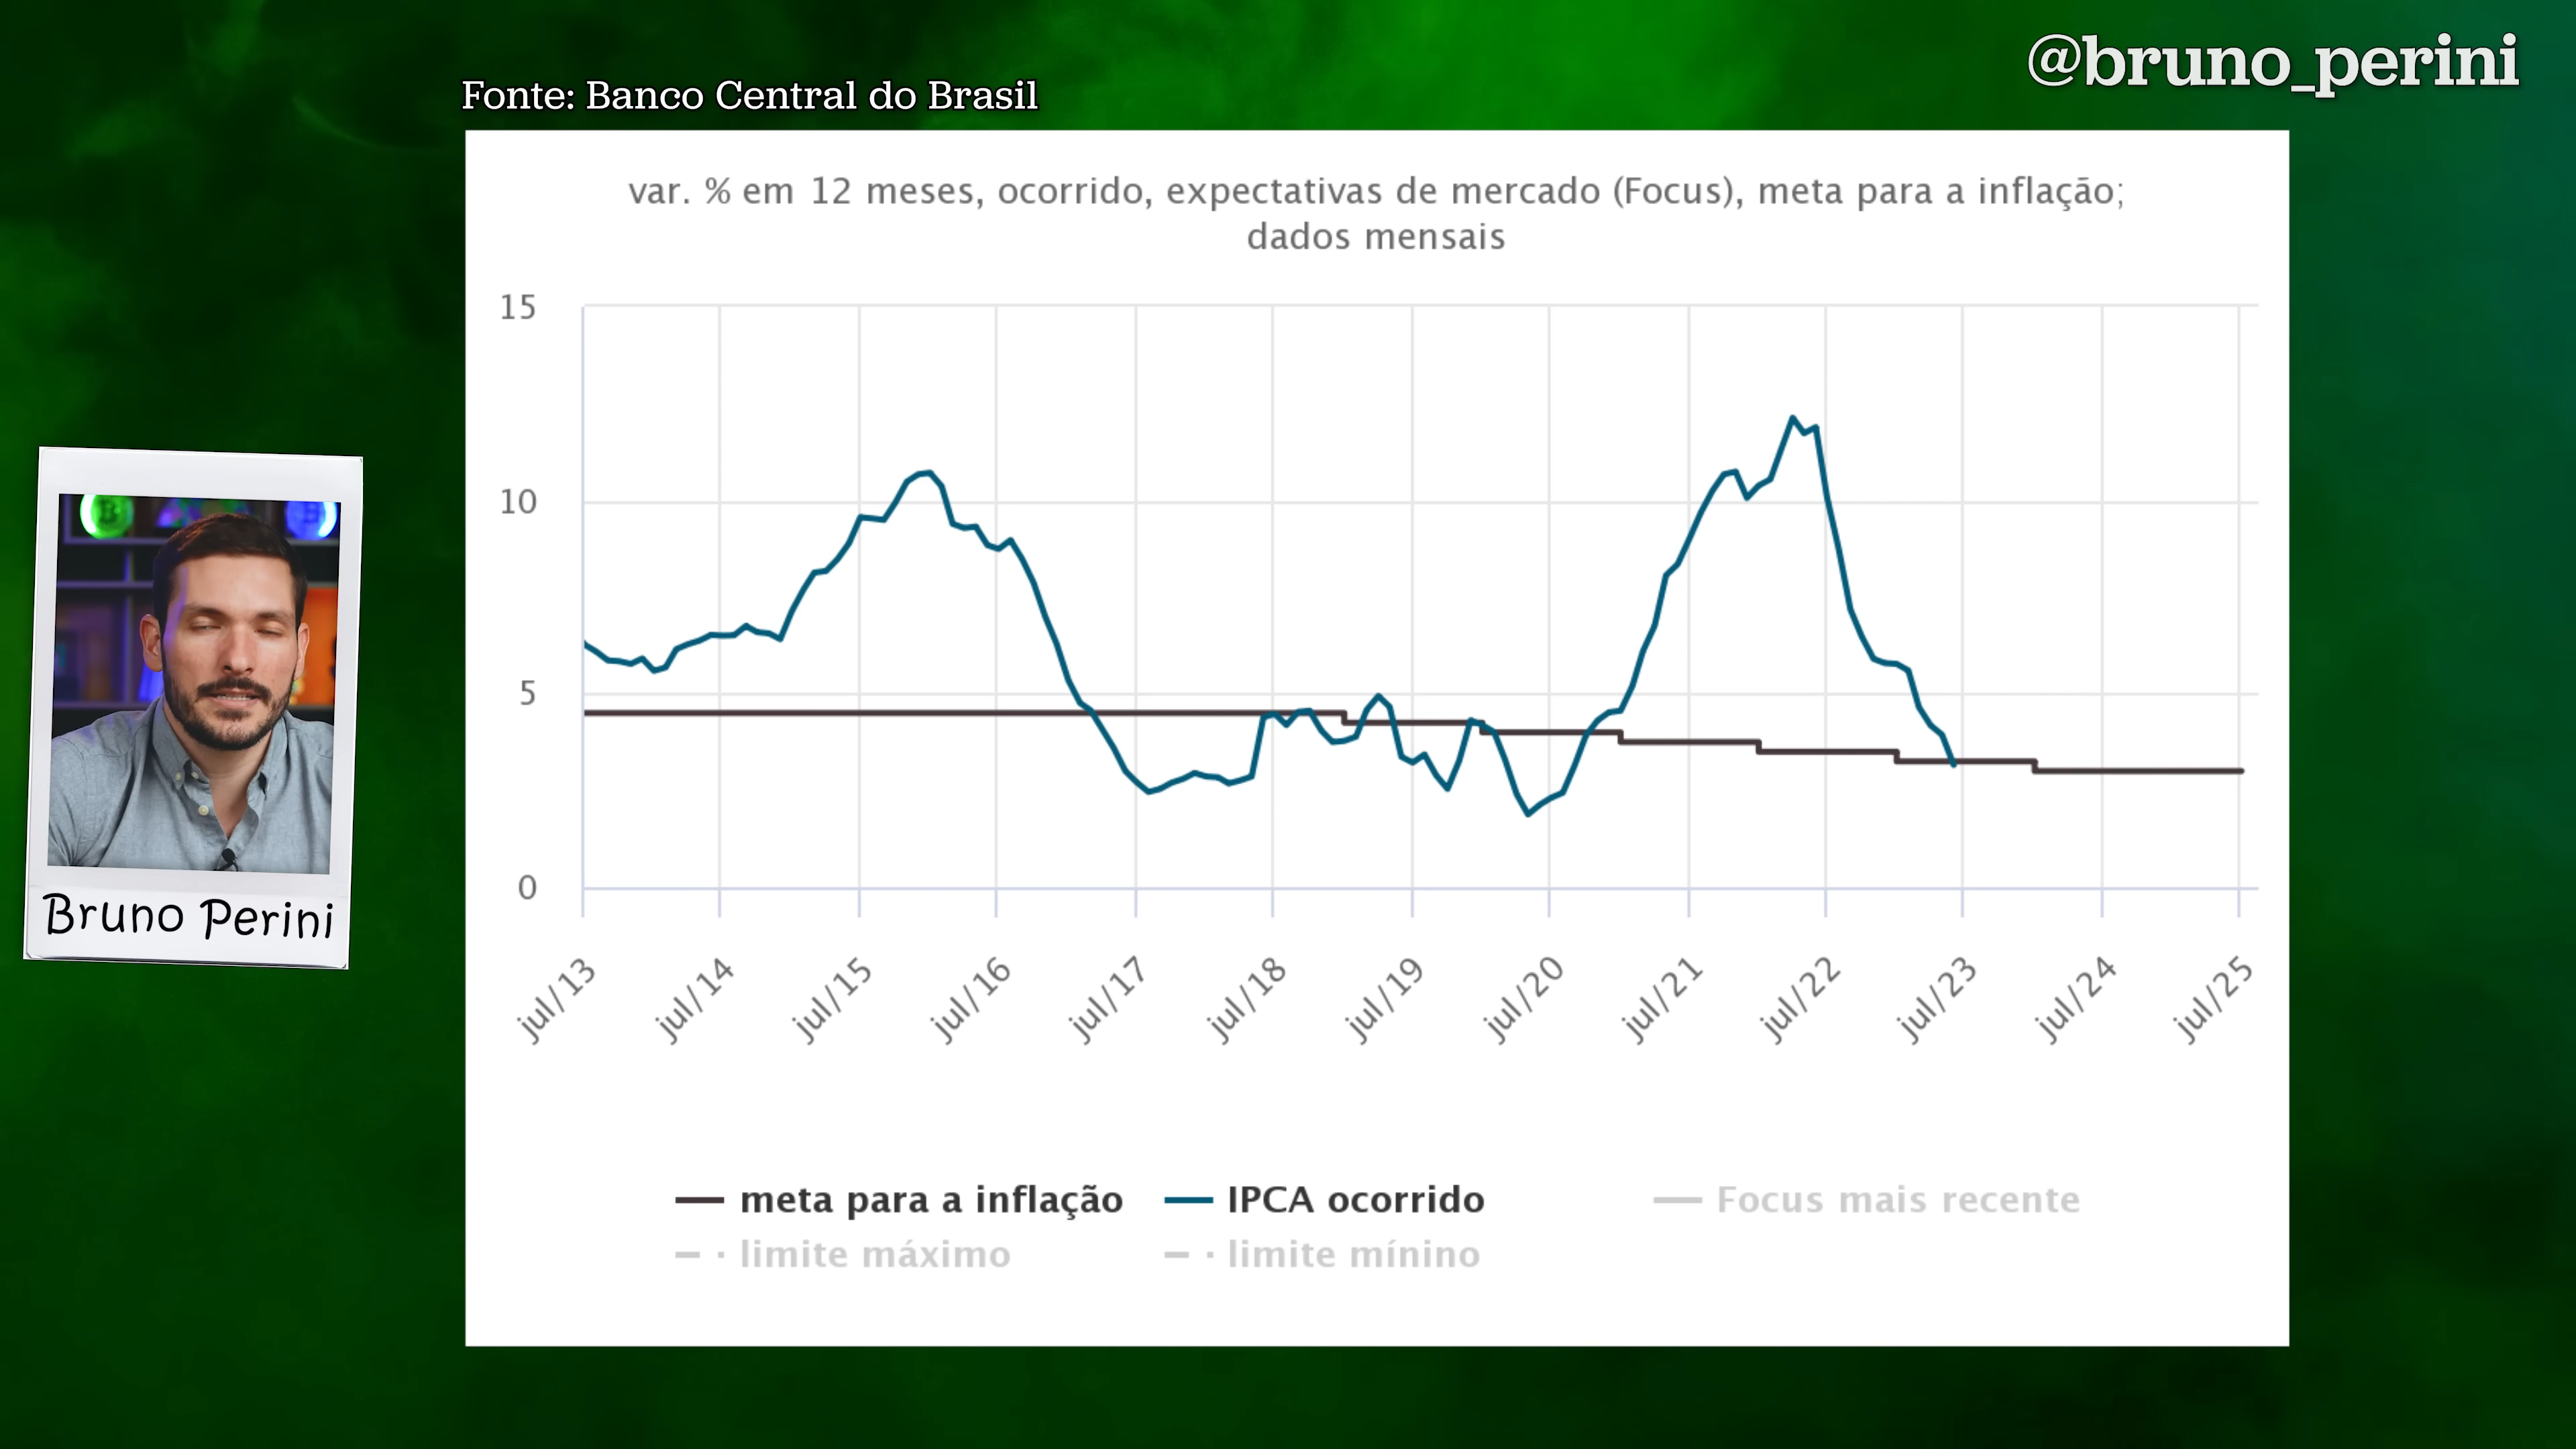 @bruno_perini
Fonte: Banco Central do Brasil
var. % em 12 meses, ocorrido, expectativas de mercado (Focus), meta para a inflação;
dados mensais
15
10
5
0
jul/13
jul/14
jul/15
jul/16
jul/17
jul/18
jul/19
jul/20
jul/21
jul/22
jul/23
jul/24
jul/25
meta para a inflação
IPCA ocorrido
Focus mais recente
limite máximo
limite mínino
Bruno Perini